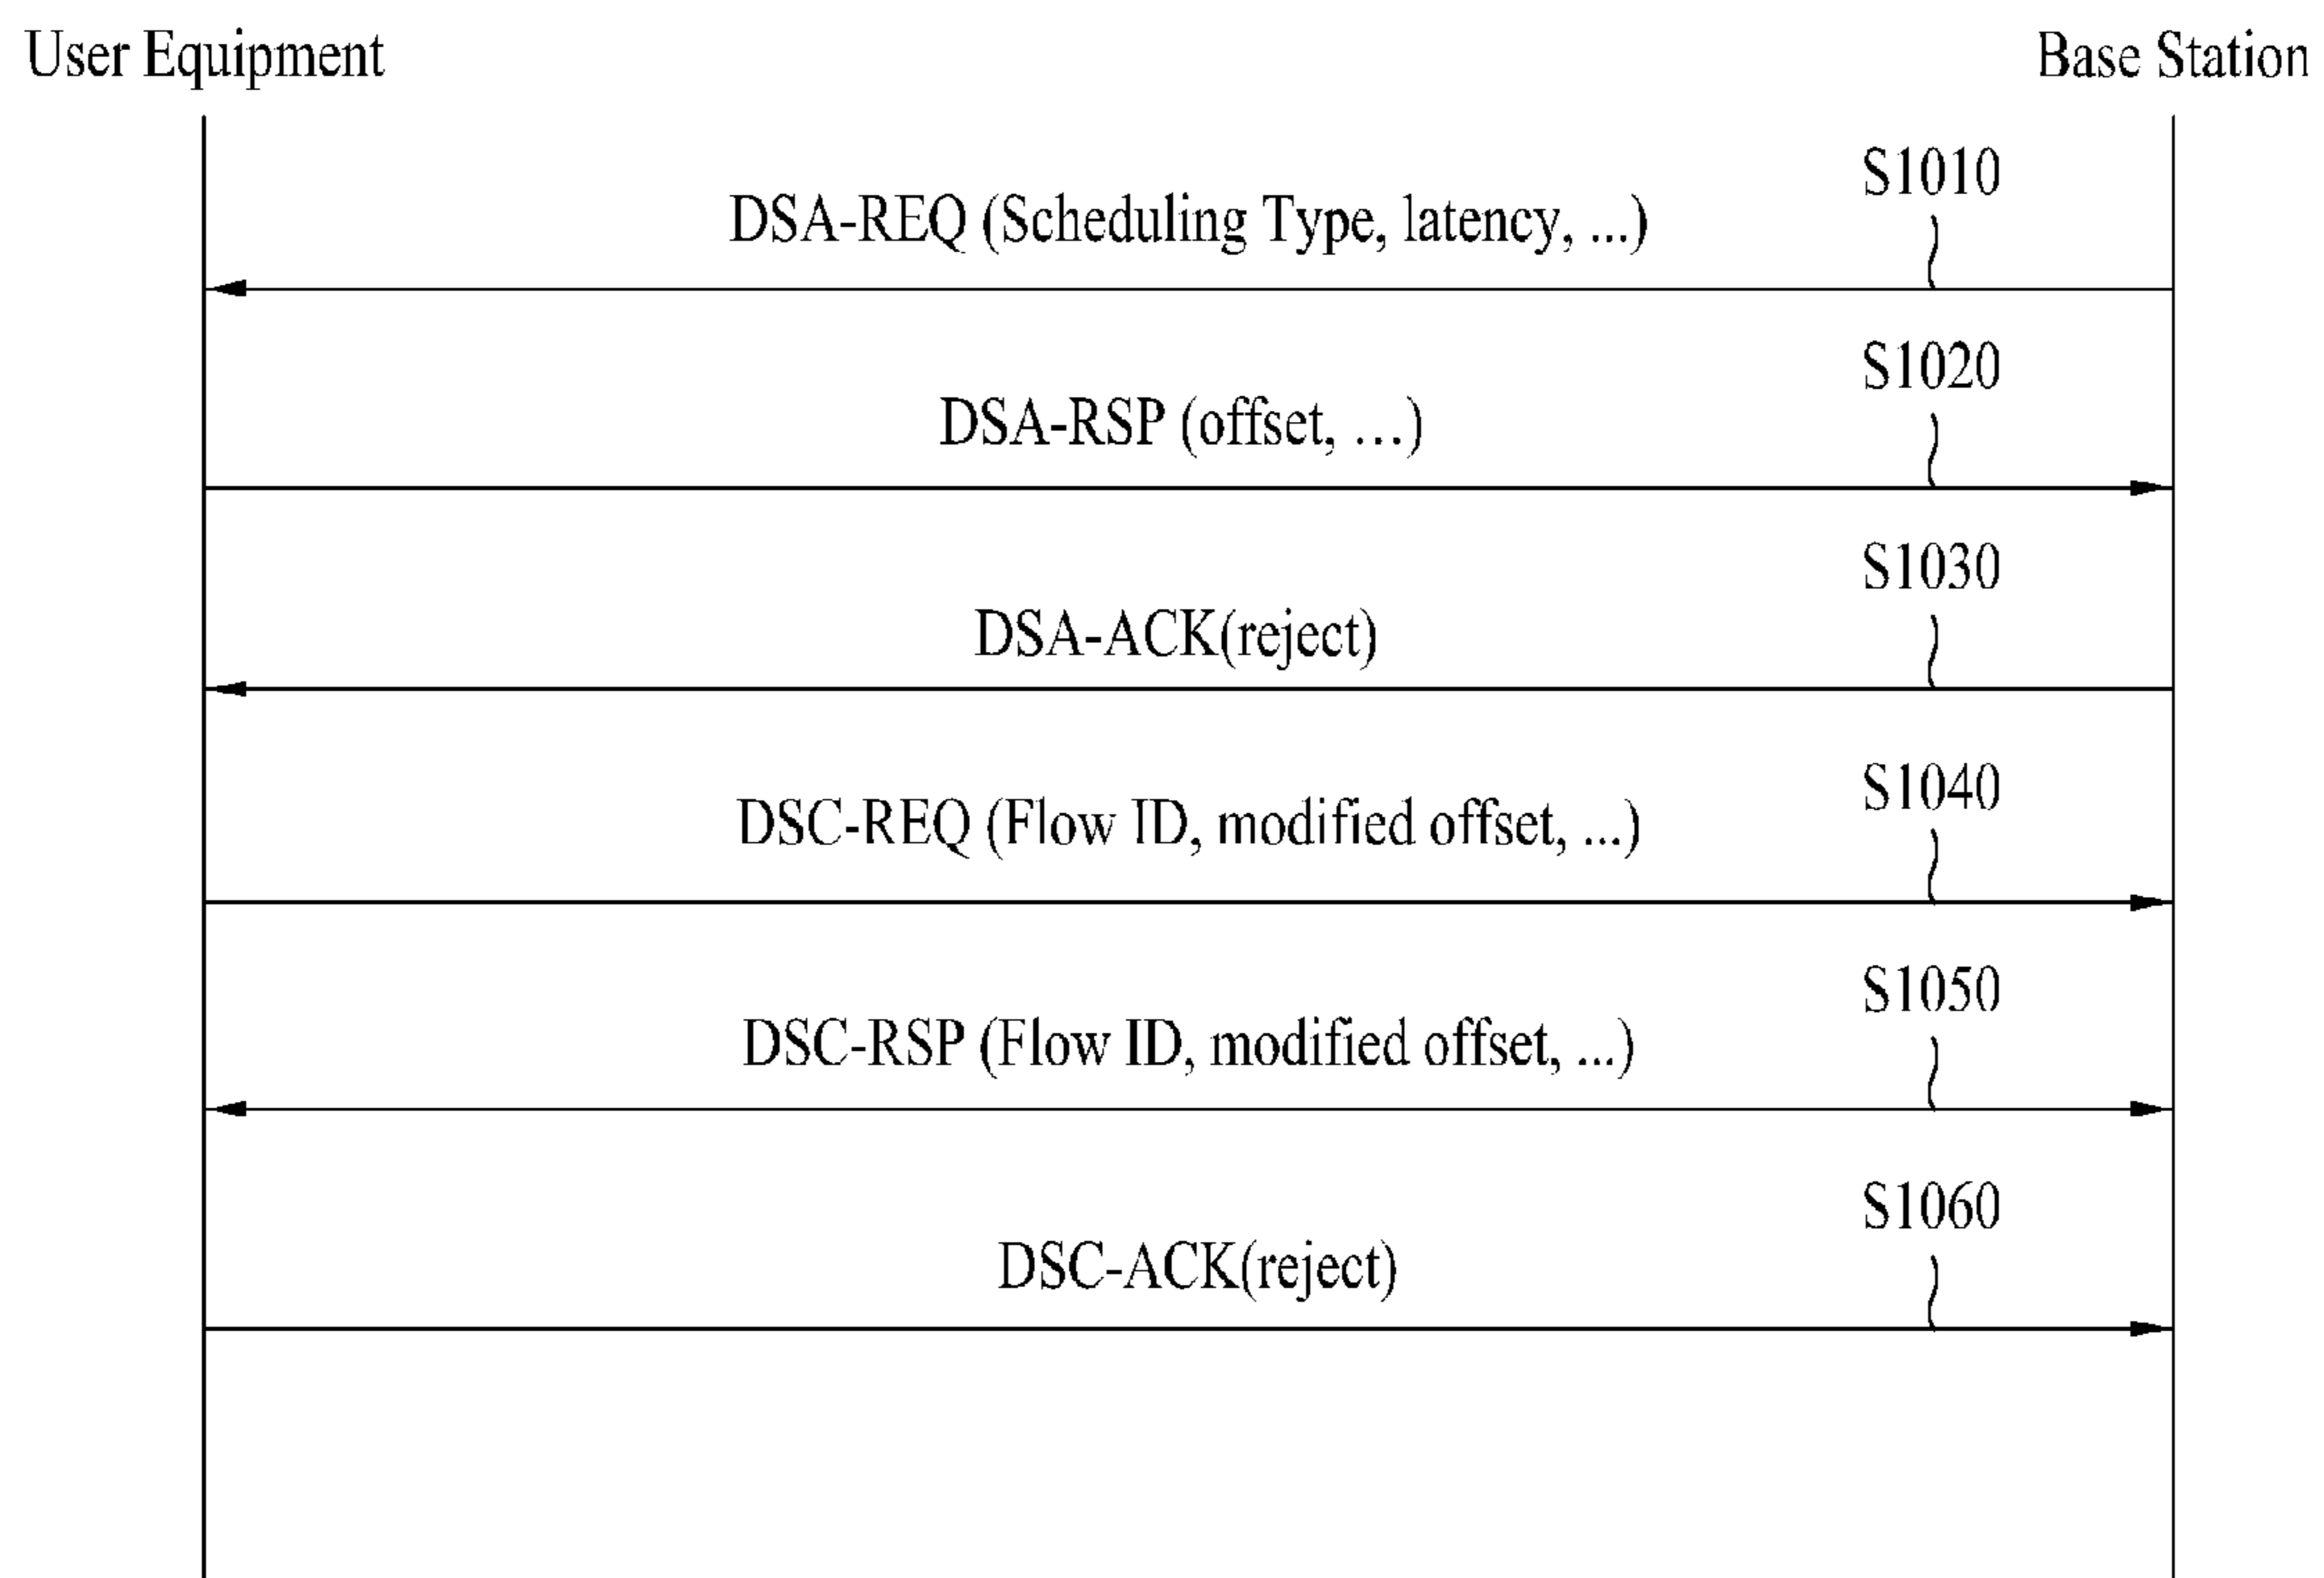 User Equipment
Base Station
S1010
DSA-REQ (Scheduling Type, latency, ...)
S1020
DSA-RSP (offset, ...)
S1030
DSA-ACK(reject)
S1040
DSC-REQ (Flow ID, modified offset, ...)
S1050
DSC-RSP (Flow ID, modified offset, ...)
S1060
DSC-ACK(reject)